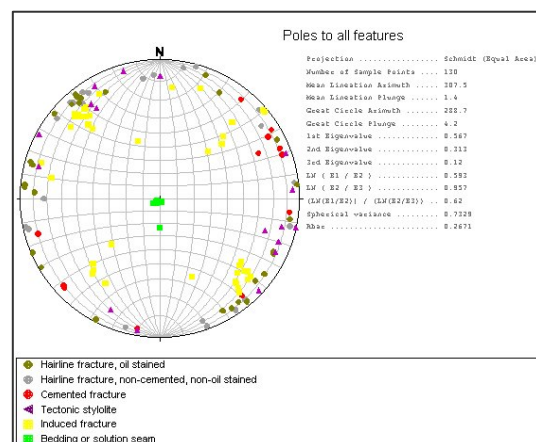 Poles to all features
N
Projection ................. Schmidt (Equal Area)
Number of Sample Points .... 130
Mean Lineation Azimuth ..... 307.5
Mean Lineation Plunge ...... 1.4
Great Circle Azimuth ....... 208.7
Great Circle Plunge ........ 4.2
1st Eigenvalue ............. 0.567
2nd Eigenvalue ............. 0.313
3rd Eigenvalue ............. 0.12
LN ( E1 / E2 ) ............. 0.593
LN ( E2 / E3 ) ............. 0.957
(LN(E1/E2)) / (LN(E2/E3)) .. 0.62
Spherical variance ......... 0.7329
Rbar ....................... 0.2671
Hairline fracture, oil stained
Hairline fracture, non-cemented, non-oil stained
Cemented fracture
Tectonic stylolite
Induced fracture
Bedding or solution seam